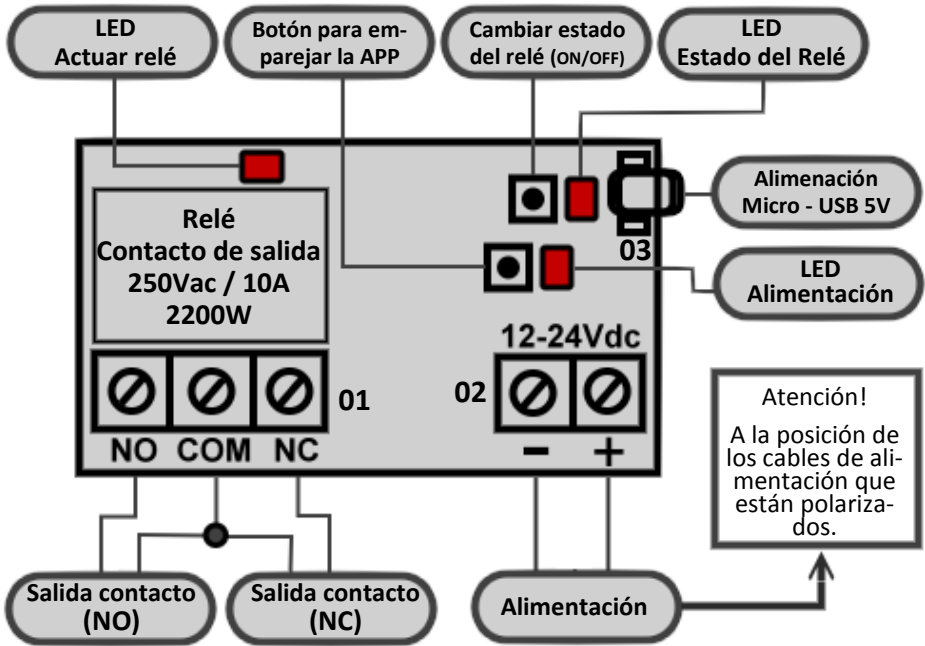 LED
Actuar relé
Botón para em-
parejar la APP
Cambiar estado
del relé (ON/OFF)
LED
Estado del Relé
Alimenación
Micro - USB 5V
03
LED
Alimentación
Relé
Contacto de salida
250Vac / 10A
2200W
12-24Vdc
01
02
NO COM NC
- +
Atención!
A la posición de
los cables de ali-
mentación que
están polariza-
dos.
Salida contacto
(NO)
Salida contacto
(NC)
Alimentación